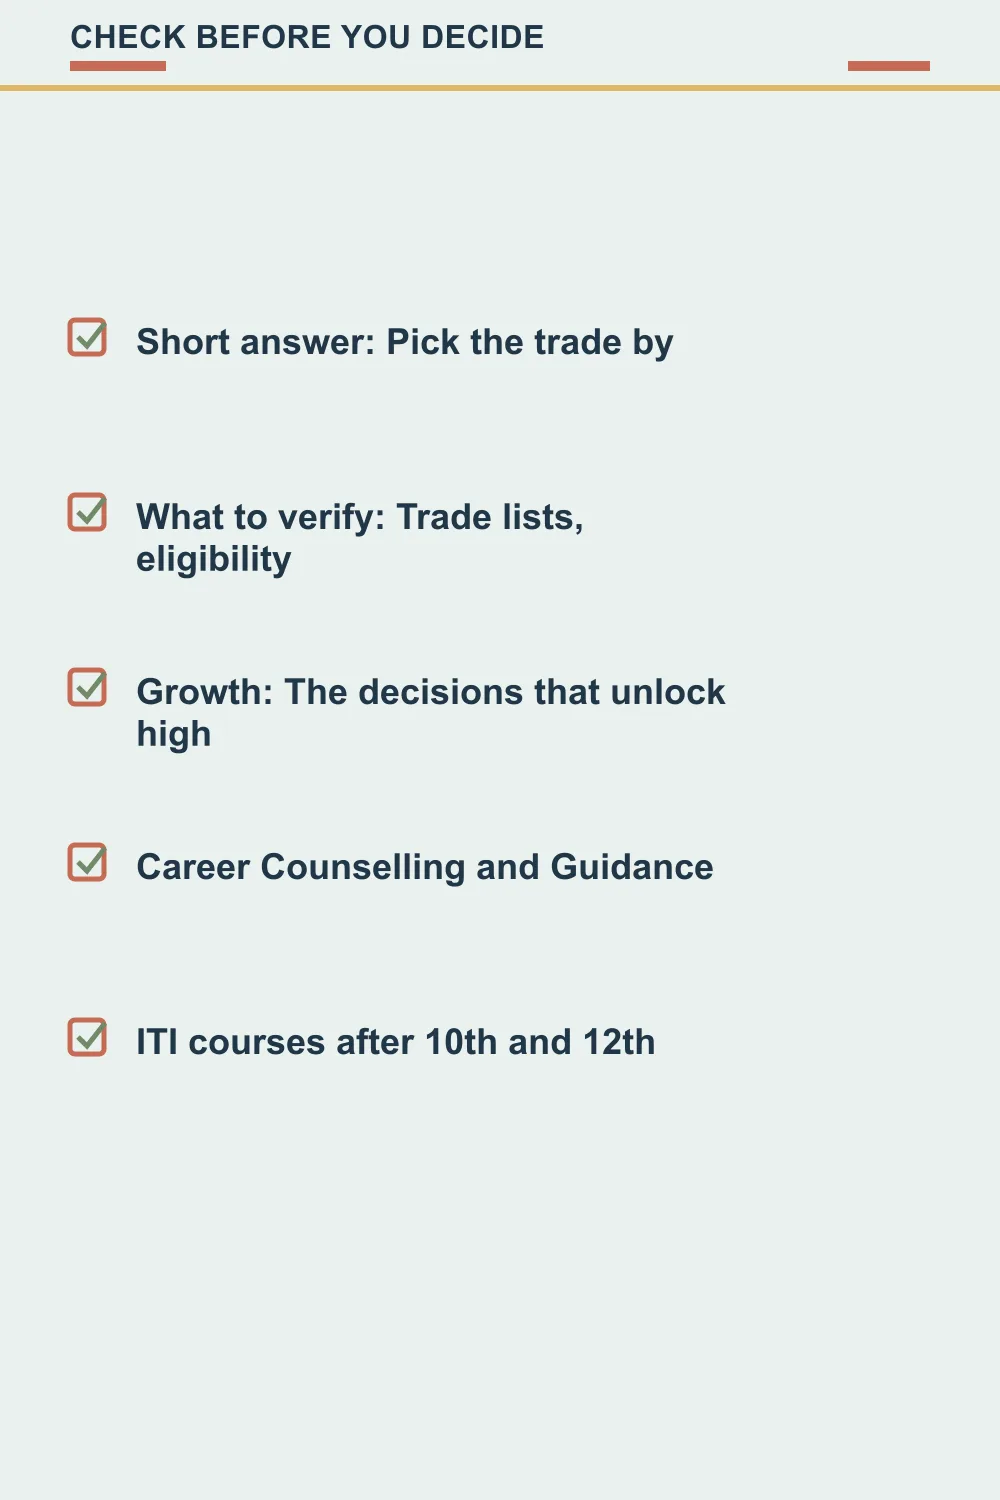 CHECK BEFORE YOU DECIDE
Short answer: Pick the trade by
What to verify: Trade lists,
eligibility
Growth: The decisions that unlock
high
Career Counselling and Guidance
ITI courses after 10th and 12th